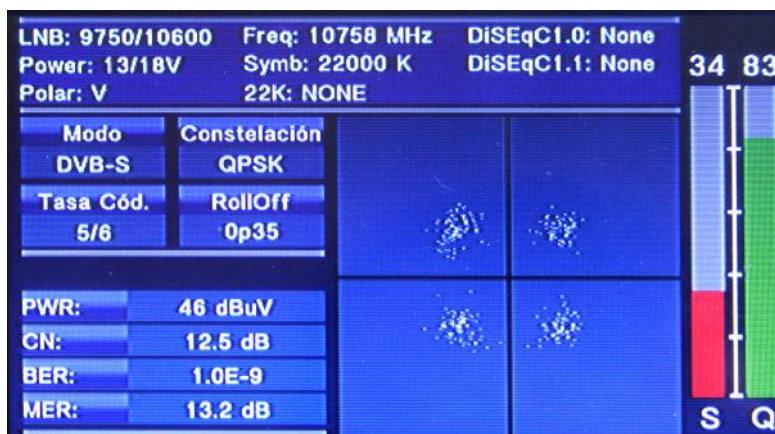 LNB: 9750/10600 Freq: 10758 MHz DiSEqC1.0: None
Power: 13/18V Symb: 22000 K DiSEqC1.1: None
Polar: V 22K: NONE
34 83
Modo Constelación
DVB-S QPSK
Tasa Cód. RollOff
5/6 0p35
PWR: 46 dBuV
CN: 12.5 dB
BER: 1.0E-9
MER: 13.2 dB
S Q